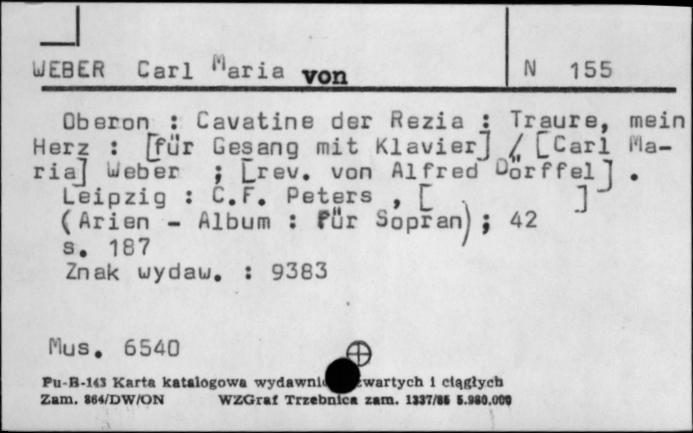 WEBER Carl Maria von N 155
Oberon : Cavatine der Rezia : Traure, mein
Herz : [für Gesang mit Klavier] / [Carl Ma-
ria] Weber ; [rev. von Alfred Dörffel] .
Leipzig : C.F. Peters , [ ]
(Arien - Album : für Sopran) ; 42
s. 187
Znak wydaw. : 9383
Mus. 6540
Pu-B-143 Karta katalogowa i ciągłych
Zam. 864/DW/ON WZGraf Trzebnica zam. 1337/86 5.980.000